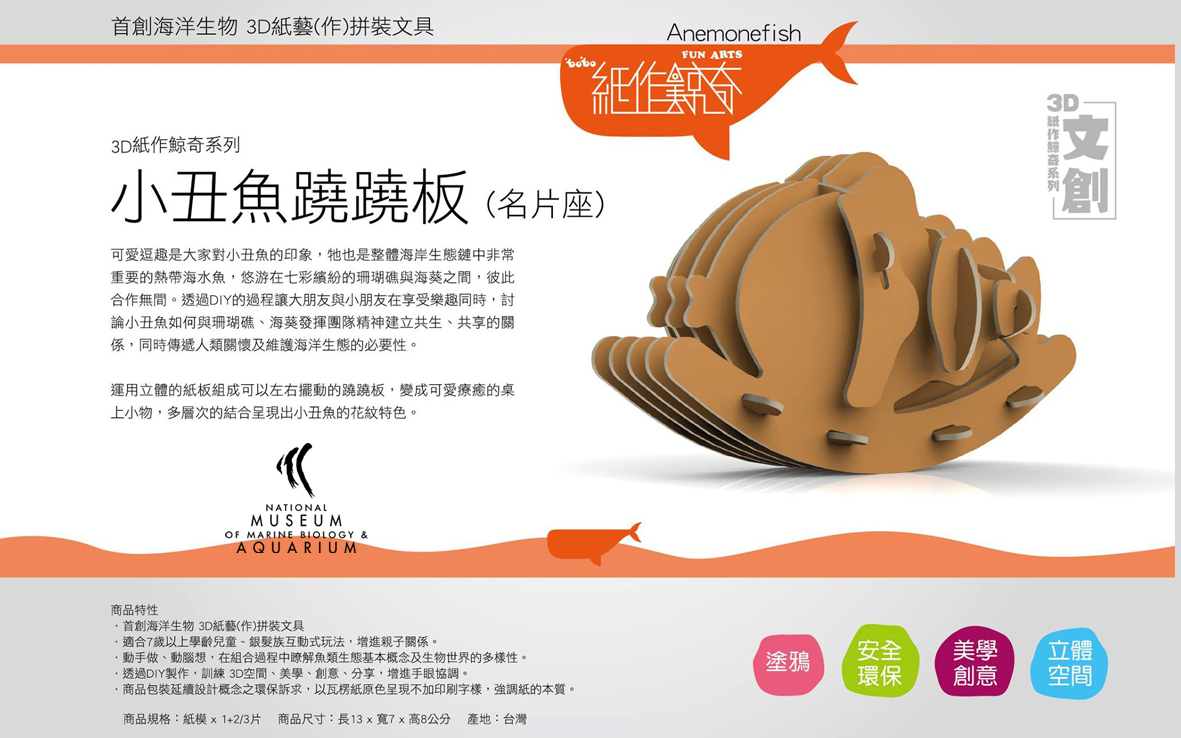 首創海洋生物 3D紙藝(作)拼裝文具
Anemonefish
FUN ARTS
bobo
紙作鯨奇
3D
紙作鯨奇系列
文創
3D紙作鯨奇系列
小丑魚蹺蹺板（名片座）
可愛逗趣是大家對小丑魚的印象，牠也是整體海岸生態鏈中非常
重要的熱帶海水魚，悠游在七彩繽紛的珊瑚礁與海葵之間，彼此
合作無間。透過DIY的過程讓大朋友與小朋友在享受樂趣同時，討
論小丑魚如何與珊瑚礁、海葵發揮團隊精神建立共生、共享的關
係，同時傳遞人類關懷及維護海洋生態的必要性。
運用立體的紙板組成可以左右擺動的蹺蹺板，變成可愛療癒的桌
上小物，多層次的結合呈現出小丑魚的花紋特色。
NATIONAL
MUSEUM
OF MARINE BIOLOGY &
AQUARIUM
商品特性
·首創海洋生物 3D紙藝(作)拼裝文具
·適合7歲以上學齡兒童 ~ 銀髮族互動式玩法，增進親子關係。
·動手做、動腦想，在組合過程中瞭解魚類生態基本概念及生物世界的多樣性。
·透過DIY製作，訓練 3D空間、美學、創意、分享，增進手眼協調。
·商品包裝延續設計概念之環保訴求，以瓦楞紙原色呈現不加印刷字樣，強調紙的本質。
商品規格：紙模 x 1+2/3片 商品尺寸：長13 x 寬7 x 高8公分 產地：台灣
塗鴉
安全
環保
美學
創意
立體
空間